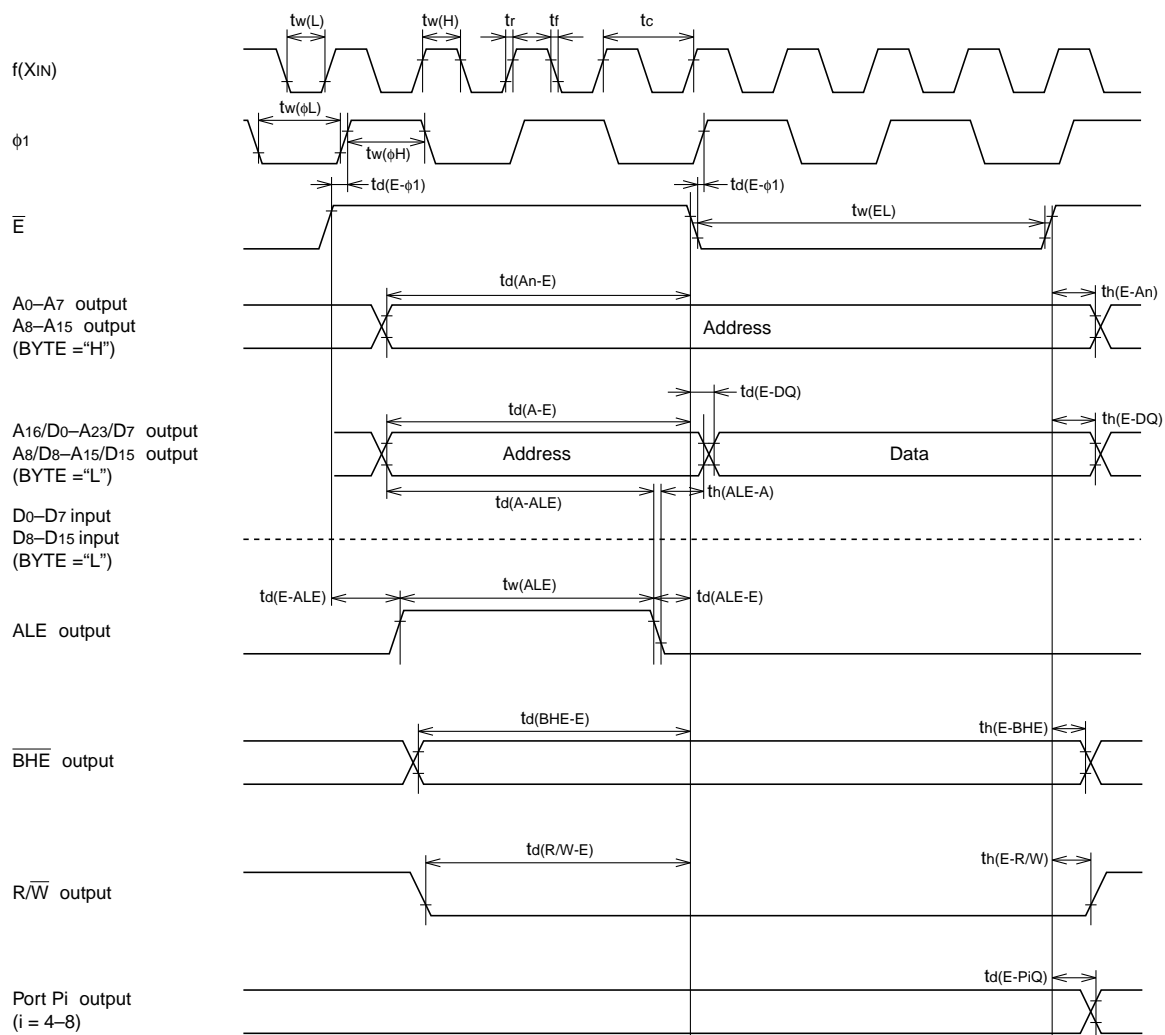 tw(L) tw(H) tr tf tc
f(XIN)
tw(ϕL)
ϕ1
tw(ϕH)
td(E-ϕ1) td(E-ϕ1)
E tw(EL)
td(An-E) th(E-An)
A0–A7 output
A8–A15 output Address
(BYTE =“H”)
td(E-DQ)
td(A-E) th(E-DQ)
A16/D0–A23/D7 output
A8/D8–A15/D15 output Address Data
(BYTE =“L”)
td(A-ALE) th(ALE-A)
D0–D7 input
D8–D15 input
(BYTE =“L”)
tw(ALE)
td(E-ALE) td(ALE-E)
ALE output
td(BHE-E) th(E-BHE)
BHE output
td(R/W-E) th(E-R/W)
R/W output
td(E-PiQ)
Port Pi output
(i = 4–8)